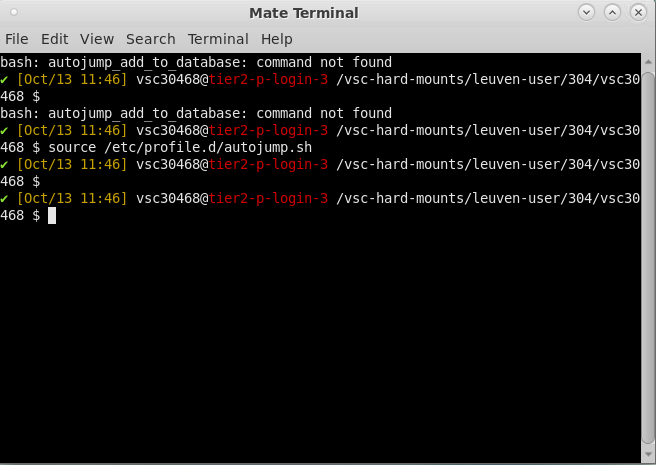 Mate Terminal
File Edit View Search Terminal Help
bash: autojump_add_to_database: command not found
✔ [Oct/13 11:46] vsc30468@tier2-p-login-3 /vsc-hard-mounts/leuven-user/304/vsc30
468 $
bash: autojump_add_to_database: command not found
✔ [Oct/13 11:46] vsc30468@tier2-p-login-3 /vsc-hard-mounts/leuven-user/304/vsc30
468 $ source /etc/profile.d/autojump.sh
✔ [Oct/13 11:46] vsc30468@tier2-p-login-3 /vsc-hard-mounts/leuven-user/304/vsc30
468 $
✔ [Oct/13 11:46] vsc30468@tier2-p-login-3 /vsc-hard-mounts/leuven-user/304/vsc30
468 $